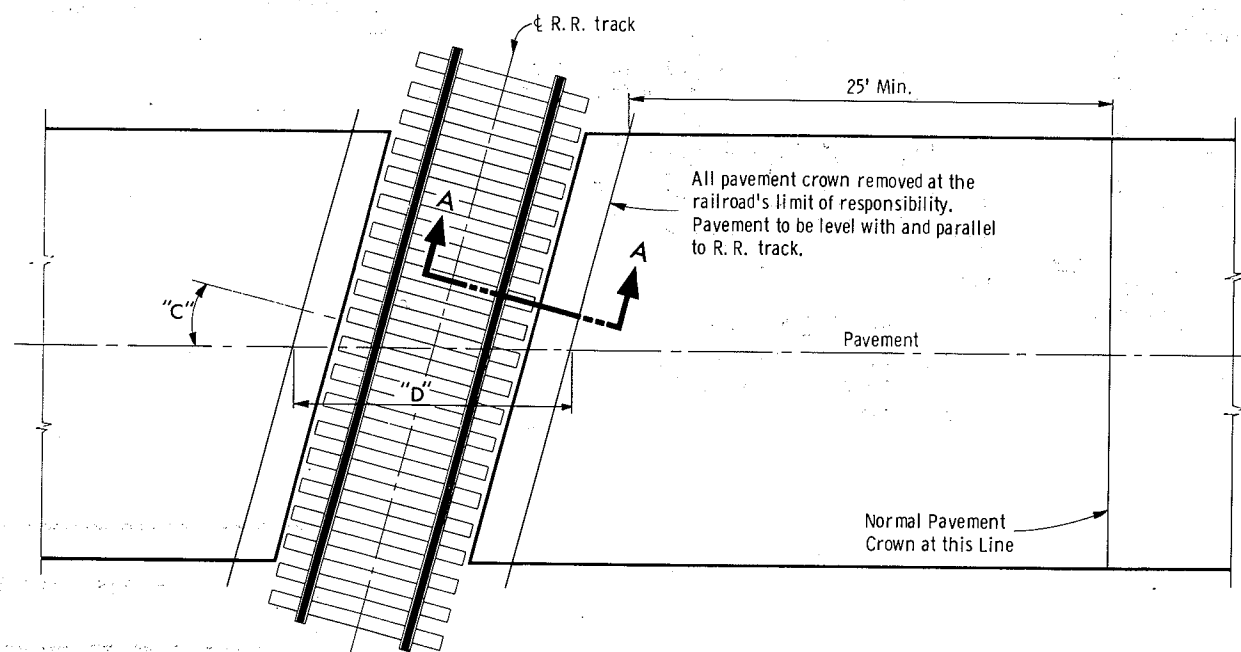 ℄ R. R. track
25' Min.
All pavement crown removed at the
railroad's limit of responsibility.
Pavement to be level with and parallel
to R. R. track.
A
A
"C"
Pavement
"D"
Normal Pavement
Crown at this Line